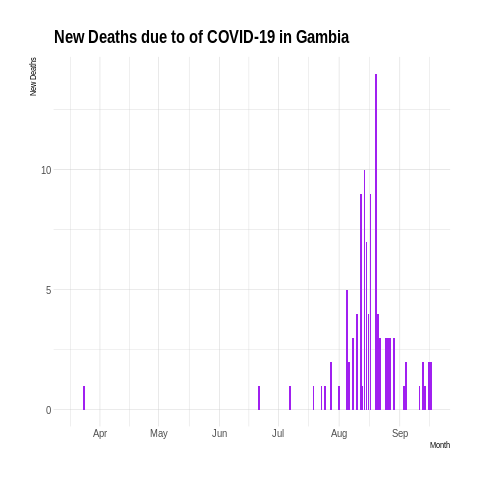 New Deaths due to of COVID-19 in Gambia
New Deaths
10
5
0
Apr May Jun Jul Aug Sep
Month